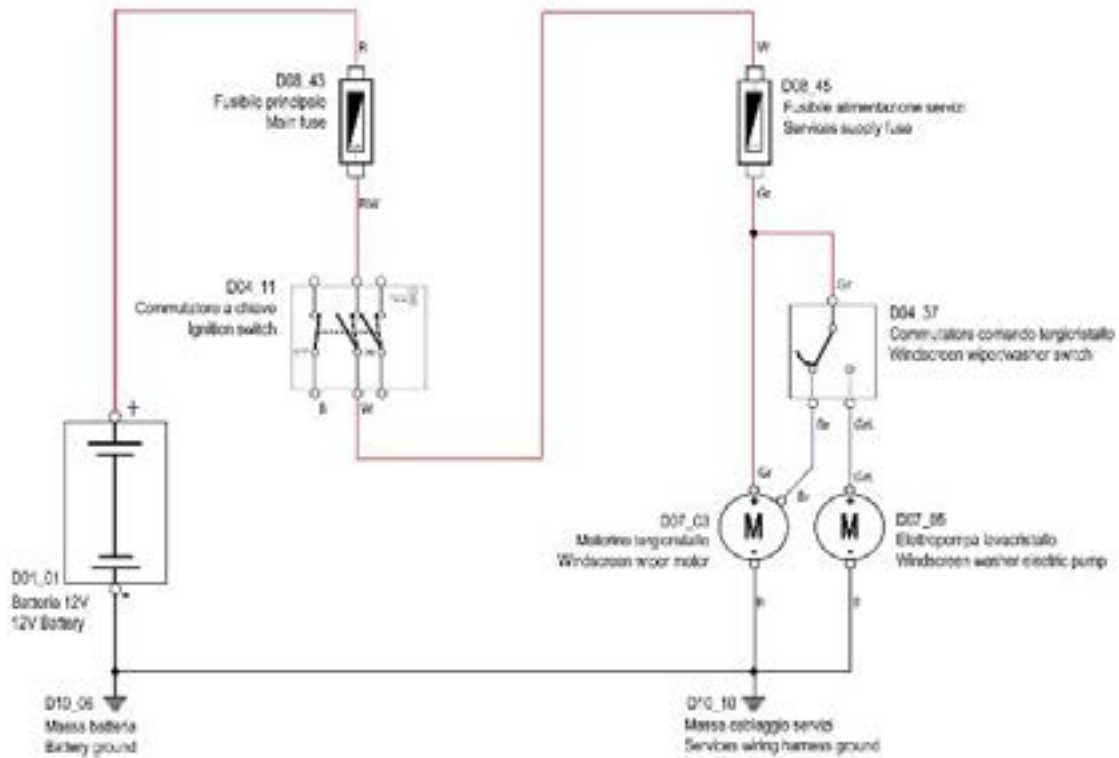 R
D08_43
Fusibile principale
Main fuse
RW
W
D08_45
Fusibile alimentazione servizi
Services supply fuse
Gr
D04_11
Commutatore a chiave
Ignition switch
B
W
Gr
D04_37
Commutatore comando tergicristallo
Windscreen wiper/washer switch
Br
GrL
+
D01_01
Batteria 12V
12V Battery
-
Gr
Br
GrL
D07_03
Motorino tergicristallo
Windscreen wiper motor
M
M
D07_05
Elettropompa lavacristallo
Windscreen washer electric pump
B
B
D10_06
Massa batteria
Battery ground
D10_10
Massa cablaggio servizi
Services wiring harness ground